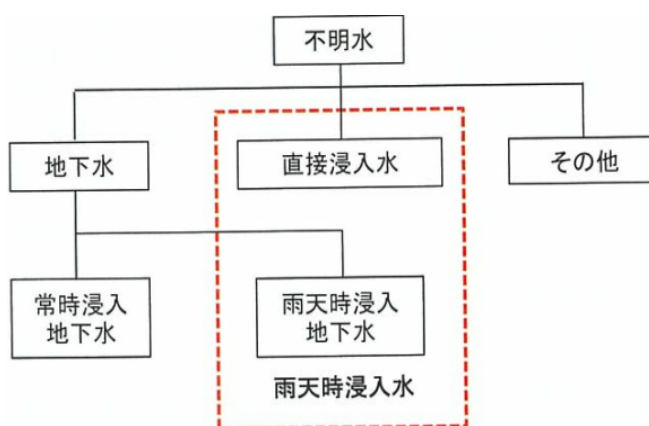 不明水
地下水
直接浸入水
その他
常時浸入
地下水
雨天時浸入
地下水
雨天時浸入水